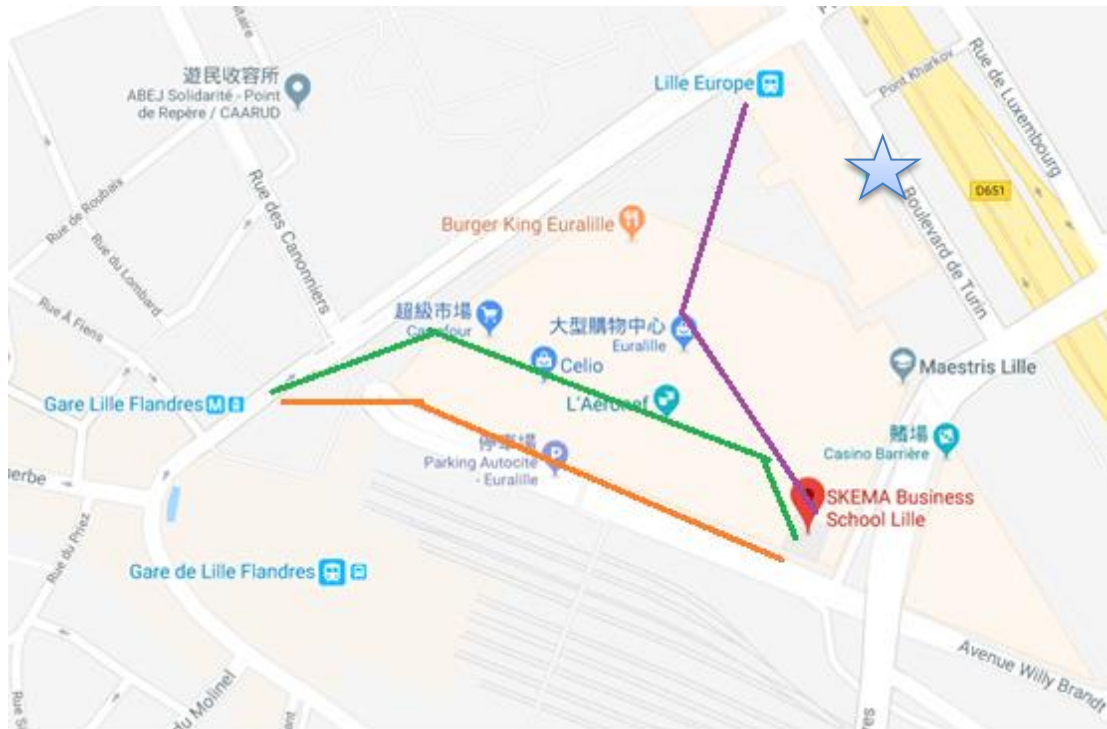 遊民收容所
ABEJ Solidarité - Point
de Repère / CAARUD
Lille Europe
Pont Kharkov
Rue de Luxembourg
D651
Boulevard de Turin
Rue de Roubaix
Rue du Lombard
Rue des Canonniers
Burger King Euralille
Rue À Fiens
超級市場
Carrefour
大型購物中心
Euralille
Celio
Maestris Lille
L'Aéronef
Gare Lille Flandres
M
停車場
Parking Autocité
- Euralille
賭場
Casino Barrière
SKEMA Business
School Lille
erbe
Rue du Priez
Gare de Lille Flandres
Avenue Willy Brandt
du Molinel